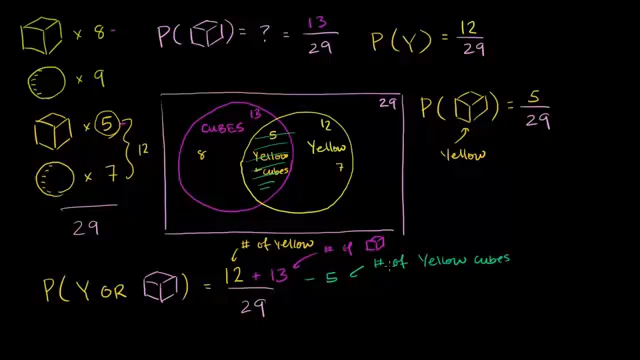 × 8
× 9
× 5
× 7
12
29
P( ) = ? = 13/29
P(Y) = 12/29
P( ) = 5/29
Yellow
29
13
CUBES
8
5
Yellow
cubes
12
Yellow
7
# of Yellow
# of
# of Yellow cubes
P(Y OR ) = 12 + 13 - 5
29